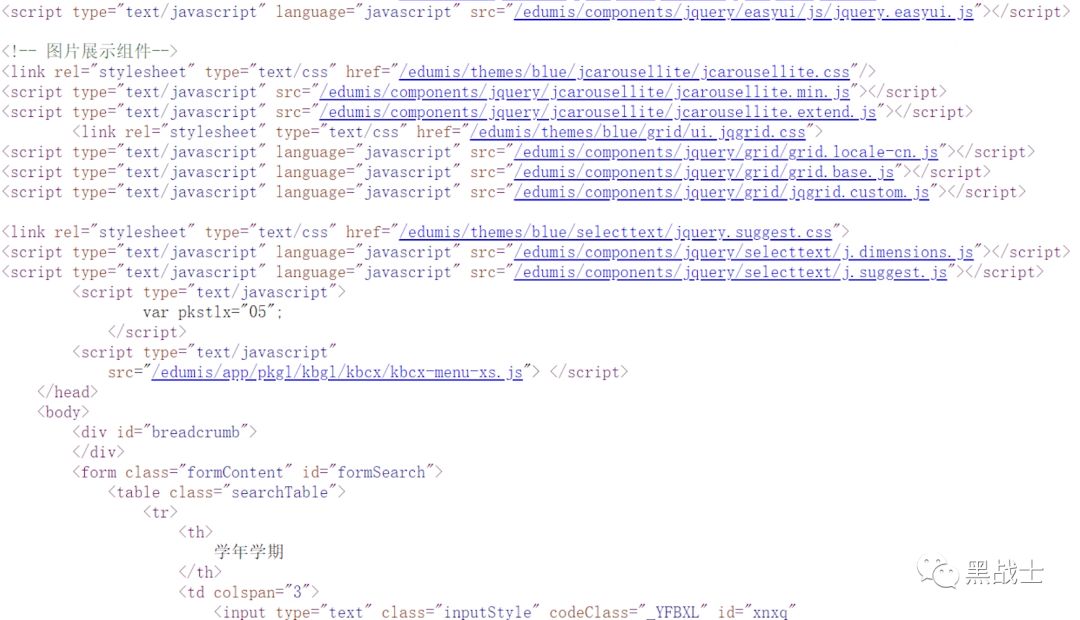 <script type="text/javascript" language="javascript" src="/edumis/components/jquery/easyui/js/jquery.easyui.js"></script>
<!-- 图片展示组件-->
<link rel="stylesheet" type="text/css" href="/edumis/themes/blue/jcarousellite/jcarousellite.css"/>
<script type="text/javascript" src="/edumis/components/jquery/jcarousellite/jcarousellite.min.js"></script>
<script type="text/javascript" src="/edumis/components/jquery/jcarousellite/jcarousellite.extend.js"></script>
<link rel="stylesheet" type="text/css" href="/edumis/themes/blue/grid/ui.jqgrid.css">
<script type="text/javascript" language="javascript" src="/edumis/components/jquery/grid/grid.locale-cn.js"></script>
<script type="text/javascript" language="javascript" src="/edumis/components/jquery/grid/grid.base.js"></script>
<script type="text/javascript" language="javascript" src="/edumis/components/jquery/grid/jqgrid.custom.js"></script>
<link rel="stylesheet" type="text/css" href="/edumis/themes/blue/selecttext/jquery.suggest.css">
<script type="text/javascript" language="javascript" src="/edumis/components/jquery/selecttext/j.dimensions.js"></script>
<script type="text/javascript" language="javascript" src="/edumis/components/jquery/selecttext/j.suggest.js"></script>
<script type="text/javascript">
var pkstlx="05";
</script>
<script type="text/javascript"
src="/edumis/app/pkgl/kbgl/kbcx/kbcx-menu-xs.js"> </script>
</head>
<body>
<div id="breadcrumb">
</div>
<form class="formContent" id="formSearch">
<table class="searchTable">
<tr>
<th>
学年学期
</th>
<td colspan="3">
<input type="text" class="inputStyle" codeClass="_YFBXL" id="xnxq"
黑战士